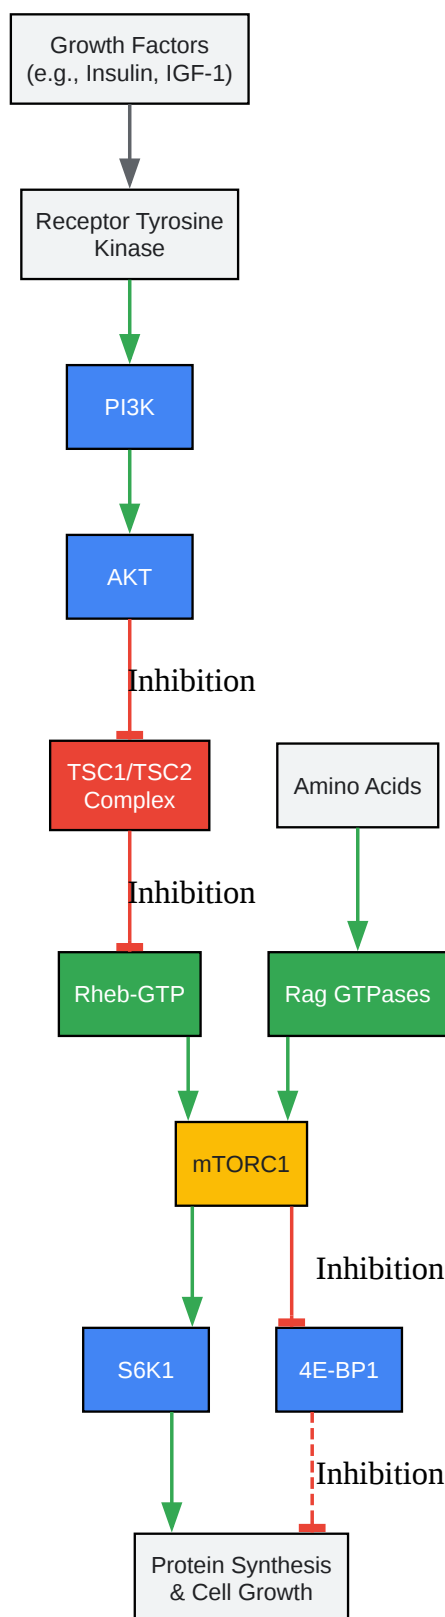 Growth Factors
(e.g., Insulin, IGF-1)
Receptor Tyrosine
Kinase
PI3K
AKT
Inhibition
TSC1/TSC2
Complex
Amino Acids
Inhibition
Rheb-GTP
Rag GTPases
mTORC1
Inhibition
S6K1
4E-BP1
Inhibition
Protein Synthesis
& Cell Growth